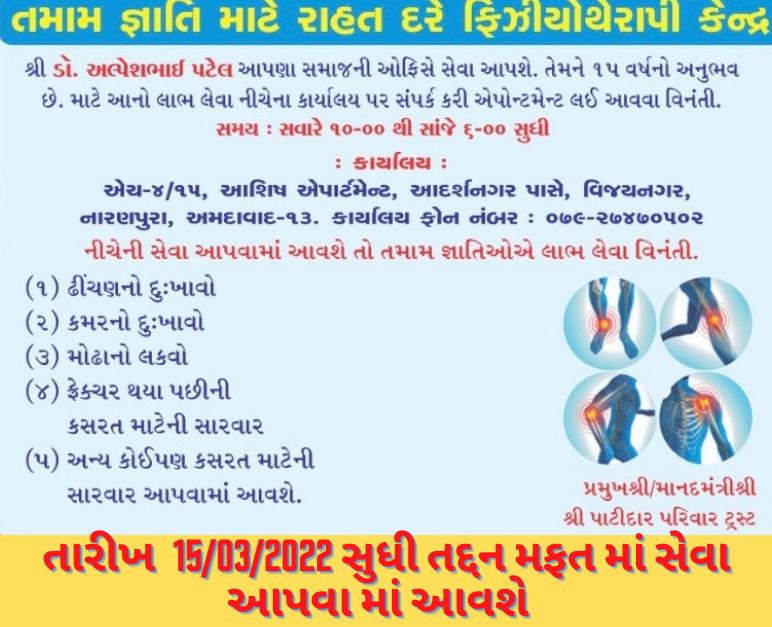 તમામ જ્ઞાતિ માટે રાહત દરે ફિઝીયોથેરાપી કેન્દ્ર
શ્રી ડૉ. અલ્પેશભાઈ પટેલ આપણા સમાજની ઓફિસે સેવા આપશે. તેમને ૧૫ વર્ષનો અનુભવ
છે. માટે આનો લાભ લેવા નીચેના કાર્યાલય પર સંપર્ક કરી એપોન્ટમેન્ટ લઈ આવવા વિનંતી.
સમય : સવારે ૧૦-૦૦ થી સાંજે ૬-૦૦ સુધી
: કાર્યાલય :
એચ-૪/૧૫, આશિષ એપાર્ટમેન્ટ, આદર્શનગર પાસે, વિજયનગર,
નારણપુરા, અમદાવાદ-૧૩. કાર્યાલય ફોન નંબર : ૦૭૯-૨૭૪૭૦૫૦૨
નીચેની સેવા આપવામાં આવશે તો તમામ જ્ઞાતિઓએ લાભ લેવા વિનંતી.
(૧) ઢીંચણનો દુઃખાવો
(૨) કમરનો દુઃખાવો
(૩) મોઢાનો લકવો
(૪) ફ્રેક્ચર થયા પછીની
કસરત માટેની સારવાર
(૫) અન્ય કોઈપણ કસરત માટેની
સારવાર આપવામાં આવશે.
પ્રમુખશ્રી/માનદમંત્રીશ્રી
શ્રી પાટીદાર પરિવાર ટ્રસ્ટ
તારીખ 15/03/2022 સુધી તદ્દન મફત માં સેવા
આપવા માં આવશે